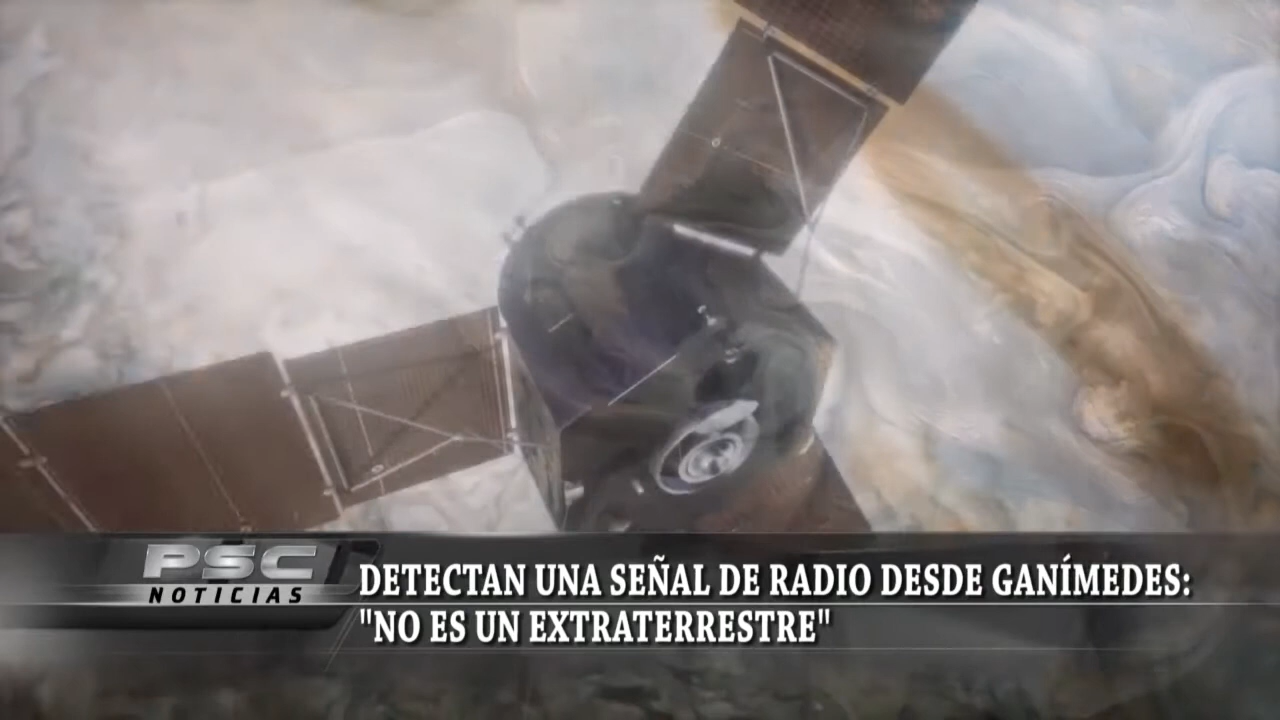 PSC
NOTICIAS
DETECTAN UNA SEÑAL DE RADIO DESDE GANÍMEDES:
"NO ES UN EXTRATERRESTRE"